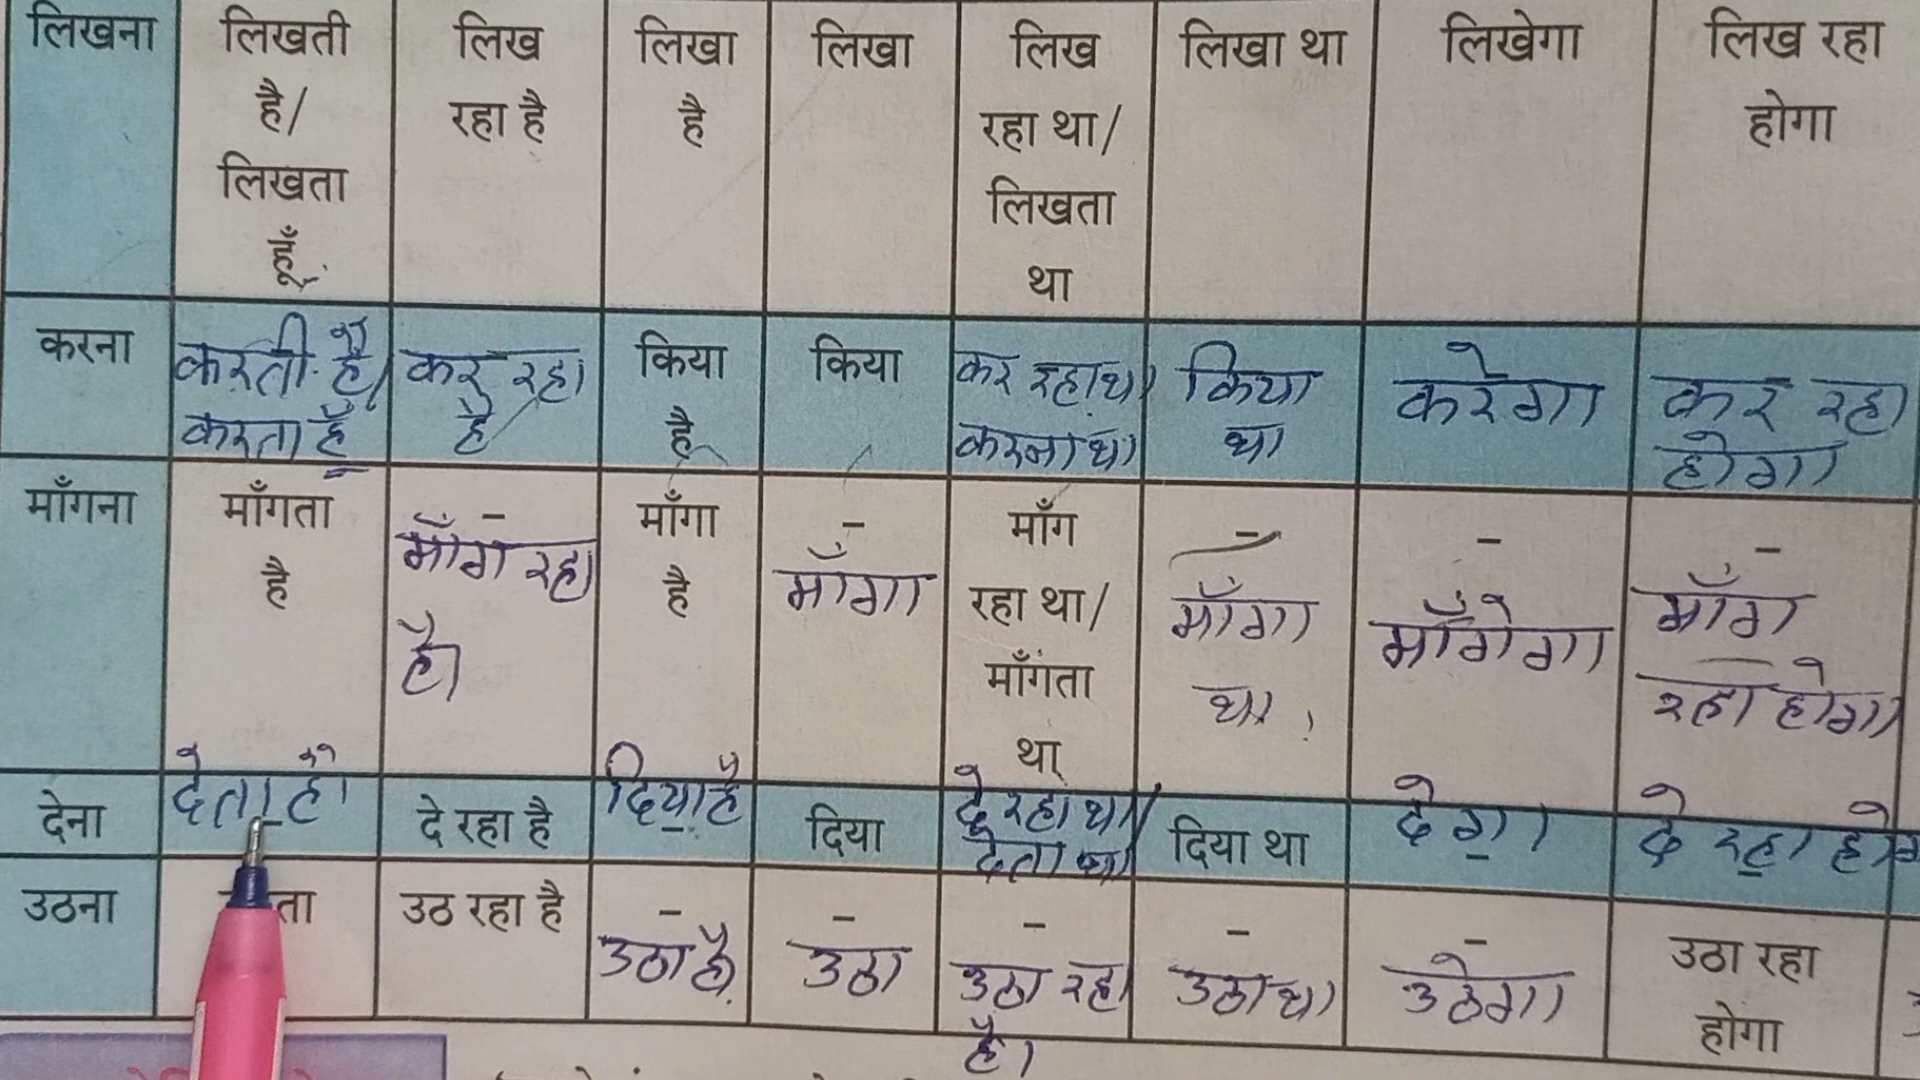 लिखना
लिखती
है/
लिखता
हूँ
लिख
रहा है
लिखा
है
लिखा
लिख
रहा था/
लिखता
था
लिखा था
लिखेगा
लिख रहा
होगा
करना
करती है/
करता है
कर रहा
है
किया
है
किया
कर रहा था/
करता था
किया
था
करेगा
कर रहा
होगा
माँगना
माँगता
है
-
माँग रहा
है।
माँगा
है
-
माँगा
माँग
रहा था/
माँगता
था
-
माँगा
था
-
माँगेगा
-
माँग
रहा होगा
देना
देता है।
दे रहा है
दिया है
दिया
दे रहा था/
देता था
दिया था
देगा
दे रहा
उठना
उठ रहा है
-
उठा है
-
उठा
-
उठा रहा
है।
-
उठा था
-
उठेगा
उठा रहा
होगा